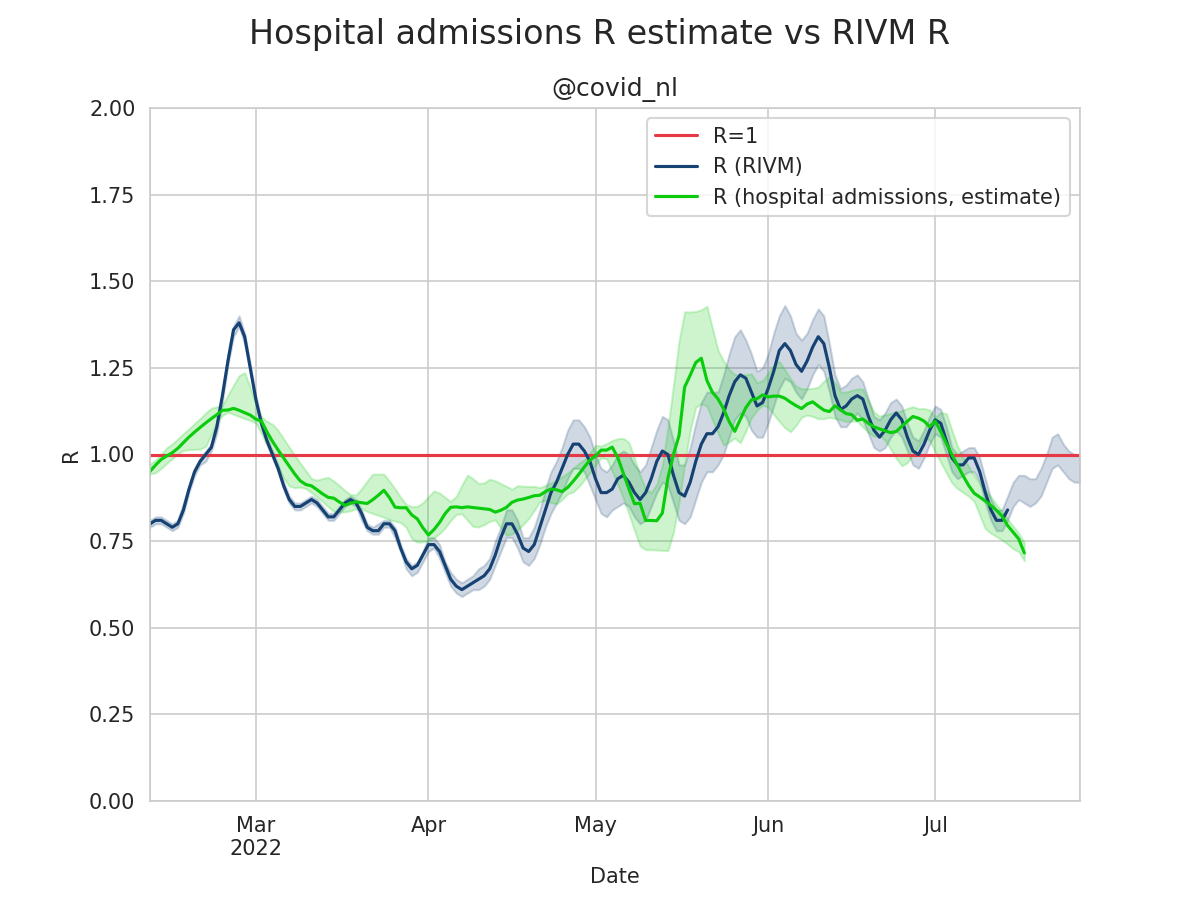 Hospital admissions R estimate vs RIVM R
@covid_nl
R=1
R (RIVM)
R (hospital admissions, estimate)
2.00
1.75
1.50
1.25
1.00
0.75
0.50
0.25
0.00
R
Mar
2022
Apr
May
Jun
Jul
Date